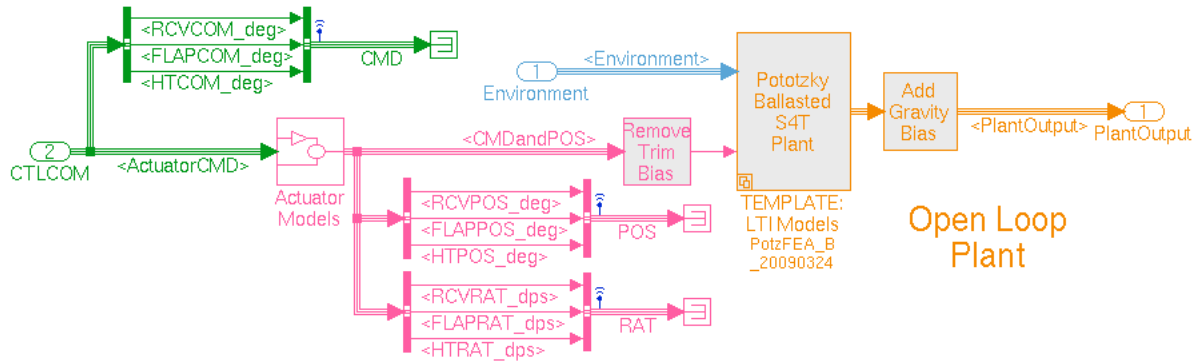 <RCVCOM_deg>
<FLAPCOM_deg>
CMD
<HTCOM_deg>
1
Environment
<Environment>
Pototzky
Ballasted
S4T
Plant
Add
Gravity
Bias
<PlantOutput>
1
PlantOutput
2
CTLCOM
<ActuatorCMD>
Actuator
Models
<CMDandPOS>
Remove
Trim
Bias
TEMPLATE:
LTI Models
PotzFEA_B
_20090324
Open Loop
Plant
<RCVPOS_deg>
<FLAPPOS_deg>
POS
<HTPOS_deg>
<RCVRAT_dps>
<FLAPRAT_dps>
RAT
<HTRAT_dps>